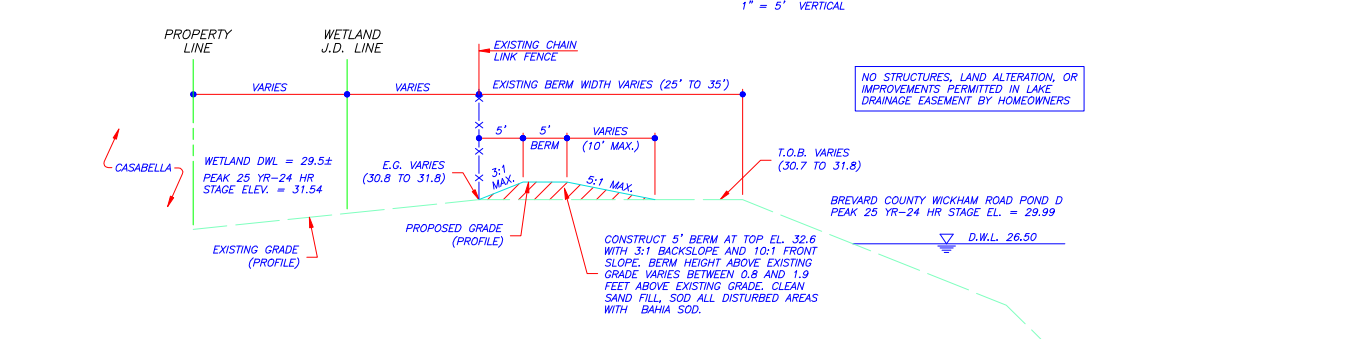 1" = 5' VERTICAL
PROPERTY
LINE
WETLAND
J.D. LINE
EXISTING CHAIN
LINK FENCE
VARIES
VARIES
EXISTING BERM WIDTH VARIES (25' TO 35')
NO STRUCTURES, LAND ALTERATION, OR
IMPROVEMENTS PERMITTED IN LAKE
DRAINAGE EASEMENT BY HOMEOWNERS
5'
5'
BERM
VARIES
(10' MAX.)
CASABELLA
WETLAND DWL = 29.5±
PEAK 25 YR-24 HR
STAGE ELEV. = 31.54
E.G. VARIES
(30.8 TO 31.8)
3:1
MAX.
5:1 MAX.
T.O.B. VARIES
(30.7 TO 31.8)
BREVARD COUNTY WICKHAM ROAD POND D
PEAK 25 YR-24 HR STAGE EL. = 29.99
D.W.L. 26.50
EXISTING GRADE
(PROFILE)
PROPOSED GRADE
(PROFILE)
CONSTRUCT 5' BERM AT TOP EL. 32.6
WITH 3:1 BACKSLOPE AND 10:1 FRONT
SLOPE. BERM HEIGHT ABOVE EXISTING
GRADE VARIES BETWEEN 0.8 AND 1.9
FEET ABOVE EXISTING GRADE. CLEAN
SAND FILL, SOD ALL DISTURBED AREAS
WITH BAHIA SOD.